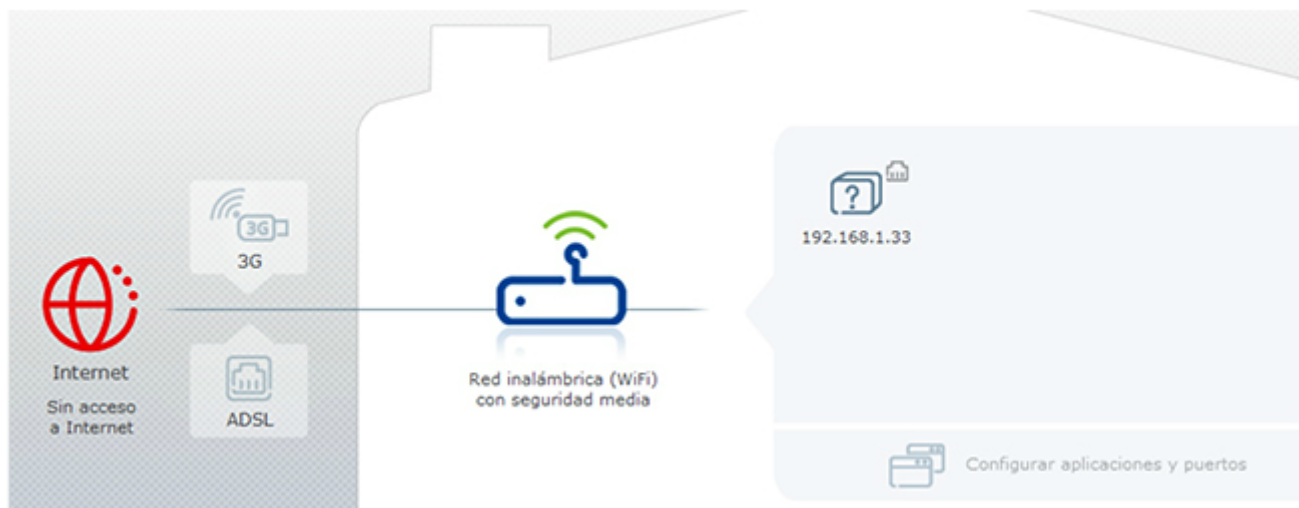 3G
3G
192.168.1.33
Internet
Sin acceso
a Internet
ADSL
Red inalámbrica (WiFi)
con seguridad media
?
Configurar aplicaciones y puertos